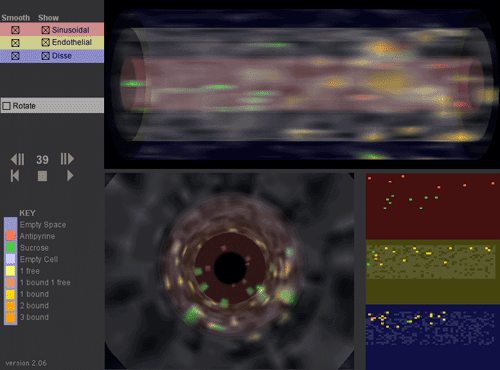 Smooth Show
Sinusoidal
Endothelial
Disse
Rotate
39
KEY
Empty Space
Antipyrine
Sucrose
Empty Cell
1 free
1 bound 1 free
1 bound
2 bound
3 bound
version 2.06